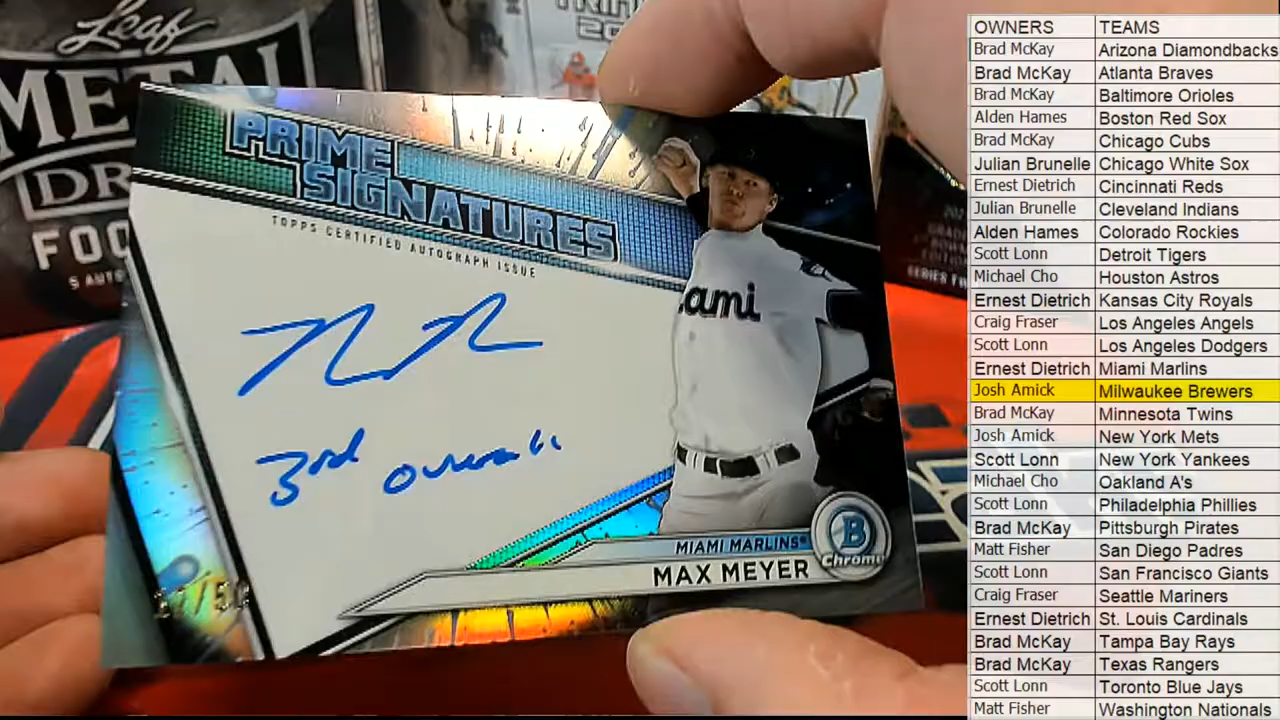 Leaf
METAL
DR
FOO
5 AUTO
PRIME
SIGNATURES
TOPPS CERTIFIED AUTOGRAPH ISSUE
3rd overall
ami
MIAMI MARLINS
MAX MEYER
B
Chrome
OWNERS TEAMS
Brad McKay Arizona Diamondbacks
Brad McKay Atlanta Braves
Brad McKay Baltimore Orioles
Alden Hames Boston Red Sox
Brad McKay Chicago Cubs
Julian Brunelle Chicago White Sox
Ernest Dietrich Cincinnati Reds
Julian Brunelle Cleveland Indians
Alden Hames Colorado Rockies
Scott Lonn Detroit Tigers
Michael Cho Houston Astros
Ernest Dietrich Kansas City Royals
Craig Fraser Los Angeles Angels
Scott Lonn Los Angeles Dodgers
Ernest Dietrich Miami Marlins
Josh Amick Milwaukee Brewers
Brad McKay Minnesota Twins
Josh Amick New York Mets
Scott Lonn New York Yankees
Michael Cho Oakland A's
Scott Lonn Philadelphia Phillies
Brad McKay Pittsburgh Pirates
Matt Fisher San Diego Padres
Scott Lonn San Francisco Giants
Craig Fraser Seattle Mariners
Ernest Dietrich St. Louis Cardinals
Brad McKay Tampa Bay Rays
Brad McKay Texas Rangers
Scott Lonn Toronto Blue Jays
Matt Fisher Washington Nationals